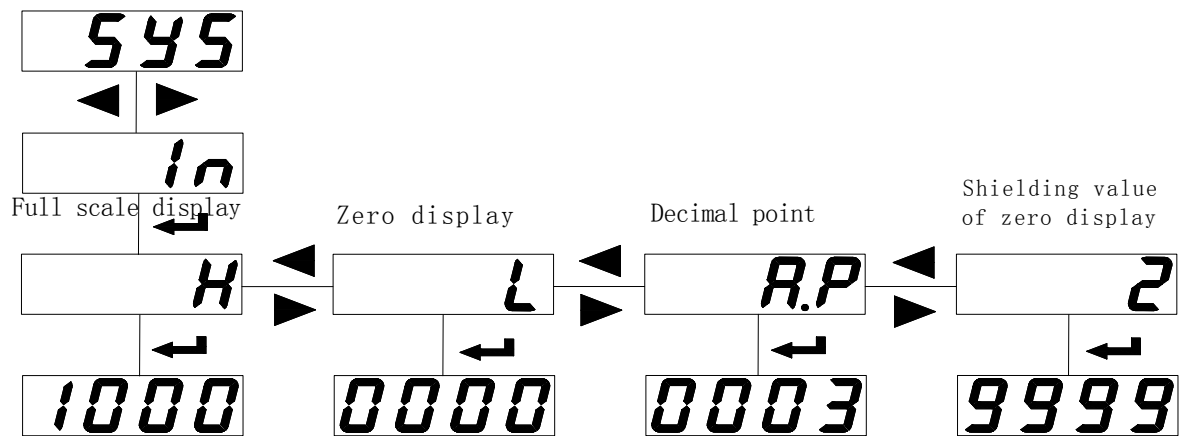 SYS
In
Full scale display
Zero display
Decimal point
Shielding value
of zero display
H
L
A.P
2
1000
0000
0003
9999